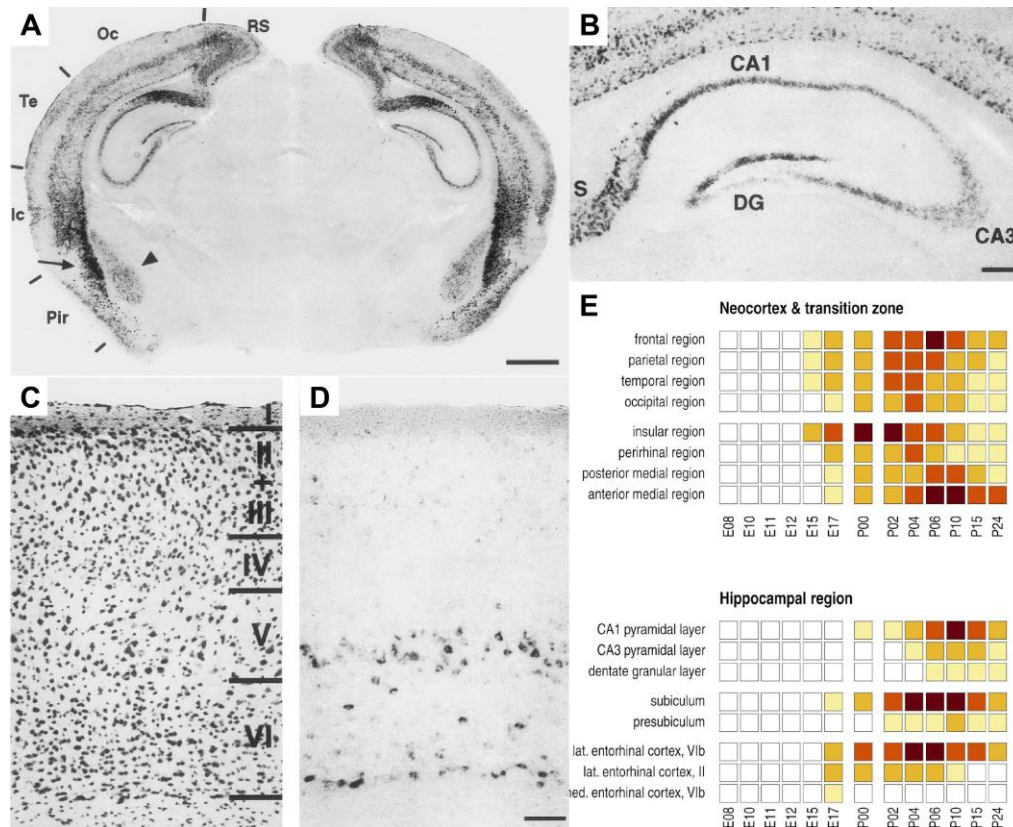 A
Oc
RS
Te
Ic
Pir
B
CA1
S
DG
CA3
C
I
II
+
III
IV
V
VI
D
E
Neocortex & transition zone
frontal region
parietal region
temporal region
occipital region
insular region
perirhinal region
posterior medial region
anterior medial region
E08 E10 E11 E12 E15 E17 P00 P02 P04 P06 P10 P15 P24
Hippocampal region
CA1 pyramidal layer
CA3 pyramidal layer
dentate granular layer
subiculum
presubiculum
lat. entorhinal cortex, VIb
lat. entorhinal cortex, II
ned. entorhinal cortex, VIb
E08 E10 E11 E12 E15 E17 P00 P02 P04 P06 P10 P15 P24